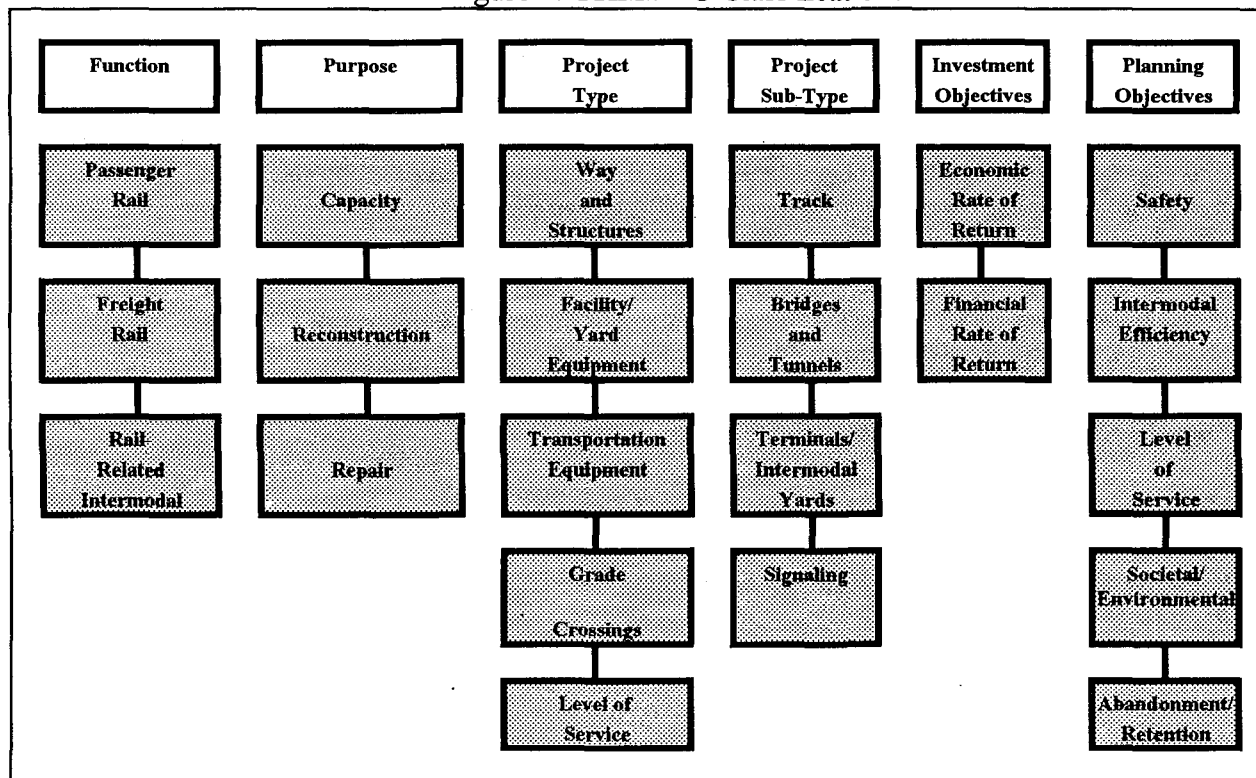 Function
Purpose
Project
Type
Project
Sub-Type
Investment
Objectives
Planning
Objectives
Passenger
Rail
Freight
Rail
Rail-
Related
Intermodal
Capacity
Reconstruction
Repair
Way
and
Structures
Facility/
Yard
Equipment
Transportation
Equipment
Grade
Crossings
Level of
Service
Track
Bridges
and
Tunnels
Terminals/
Intermodal
Yards
Signaling
Economic
Rate of
Return
Financial
Rate of
Return
Safety
Intermodal
Efficiency
Level
of
Service
Societal/
Environmental
Abandonment/
Retention